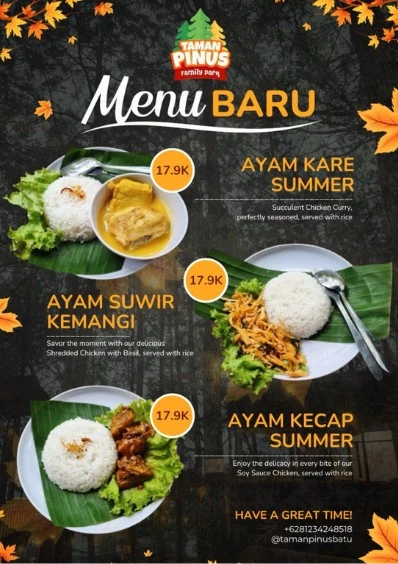 TAMAN
PINUS
family park
Menu BARU
17.9K
AYAM KARE
SUMMER
Succulent Chicken Curry,
perfectly seasoned, served with rice
17.9K
AYAM SUWIR
KEMANGI
Savor the moment with our delicious
Shredded Chicken with Basil, served with rice
17.9K
AYAM KECAP
SUMMER
Enjoy the delicacy in every bite of our
Soy Sauce Chicken, served with rice
HAVE A GREAT TIME!
+6281234248518
@tamanpinusbatu